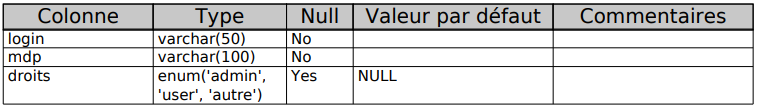 Colonne Type Null Valeur par défaut Commentaires
login varchar(50) No
mdp varchar(100) No
droits enum('admin', Yes NULL
'user', 'autre')